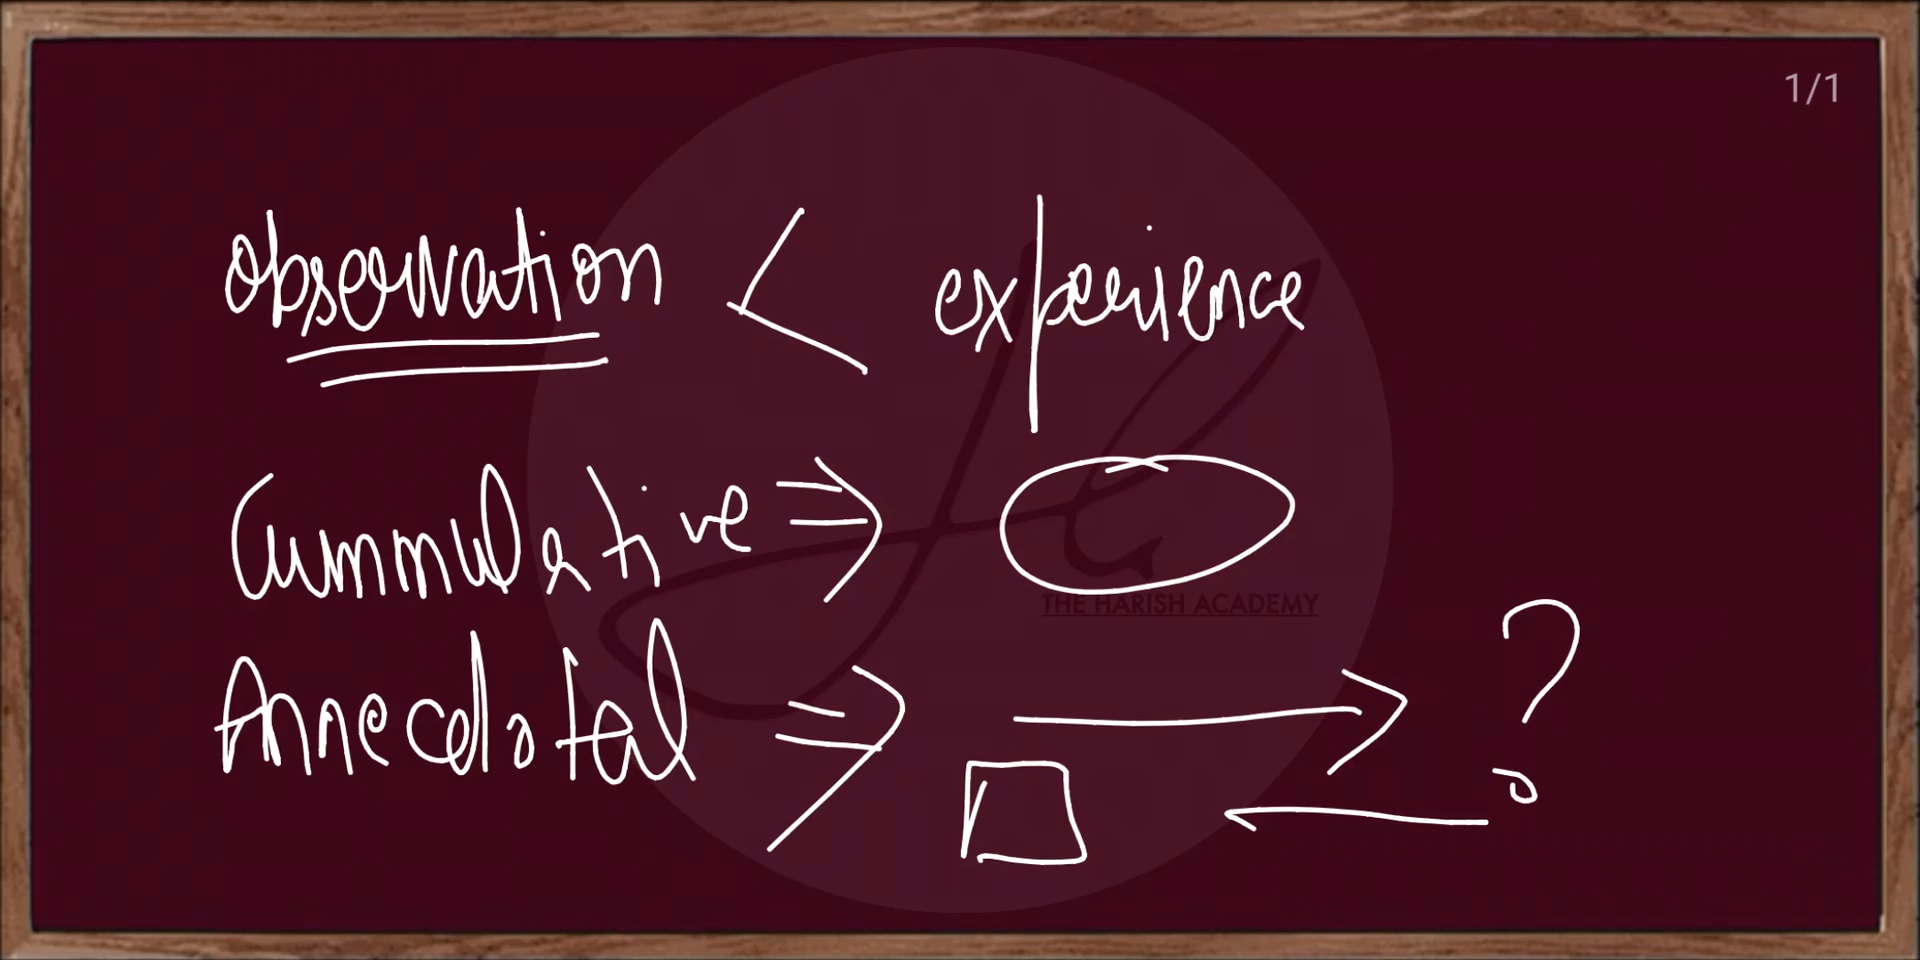 1/1
observation < experience
Cummulative ⇒
THE HARISH ACADEMY
Annecdotal ⇒ → ?